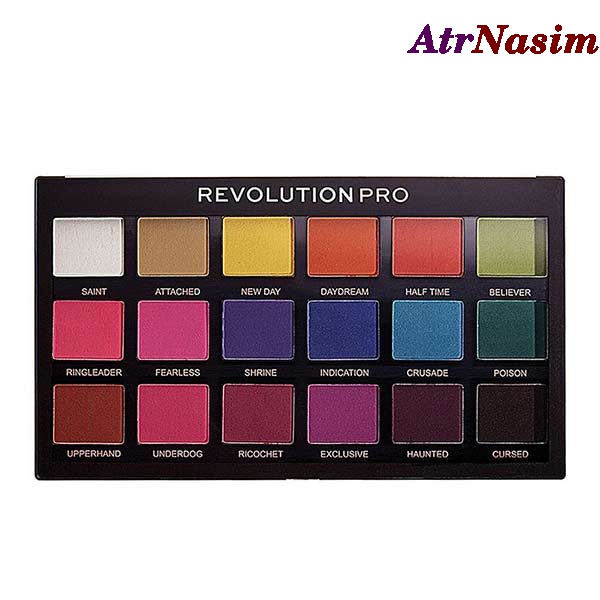 AtrNasim
REVOLUTION PRO
SAINT ATTACHED NEW DAY DAYDREAM HALF TIME BELIEVER
RINGLEADER FEARLESS SHRINE INDICATION CRUSADE POISON
UPPERHAND UNDERDOG RICOCHET EXCLUSIVE HAUNTED CURSED